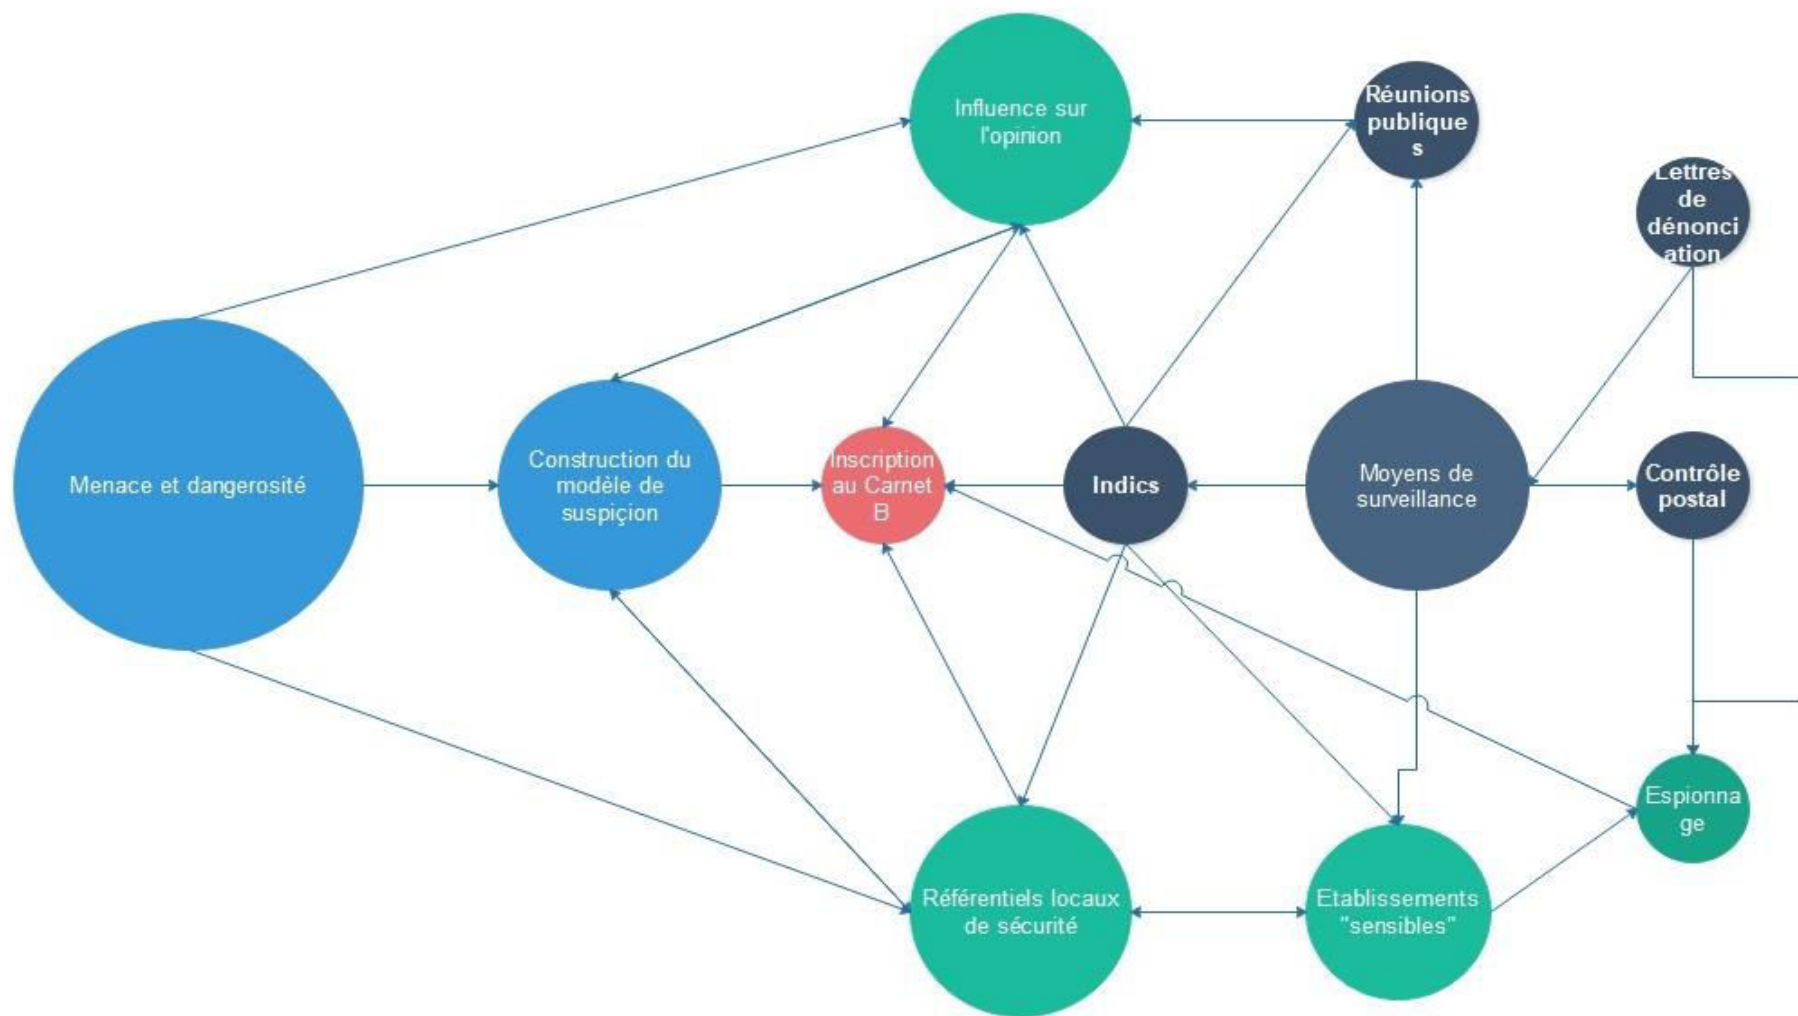 Influence sur
l'opinion
Réunions
publique
s
Lettres
de
dénonci
ation
Menace et dangerosité
Construction du
modèle de
suspiçion
Inscription
au Carnet
B
Indics
Moyens de
surveillance
Contrôle
postal
Espionna
ge
Référentiels locaux
de sécurité
Etablissements
"sensibles"